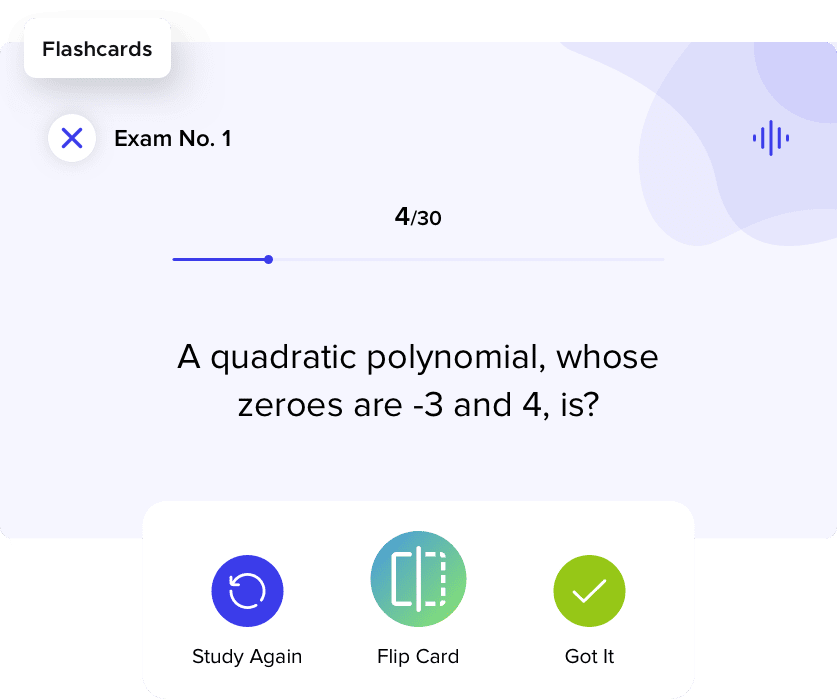 Flashcards
Exam No. 1
4/30
A quadratic polynomial, whose
zeroes are -3 and 4, is?
Study Again
Flip Card
Got It